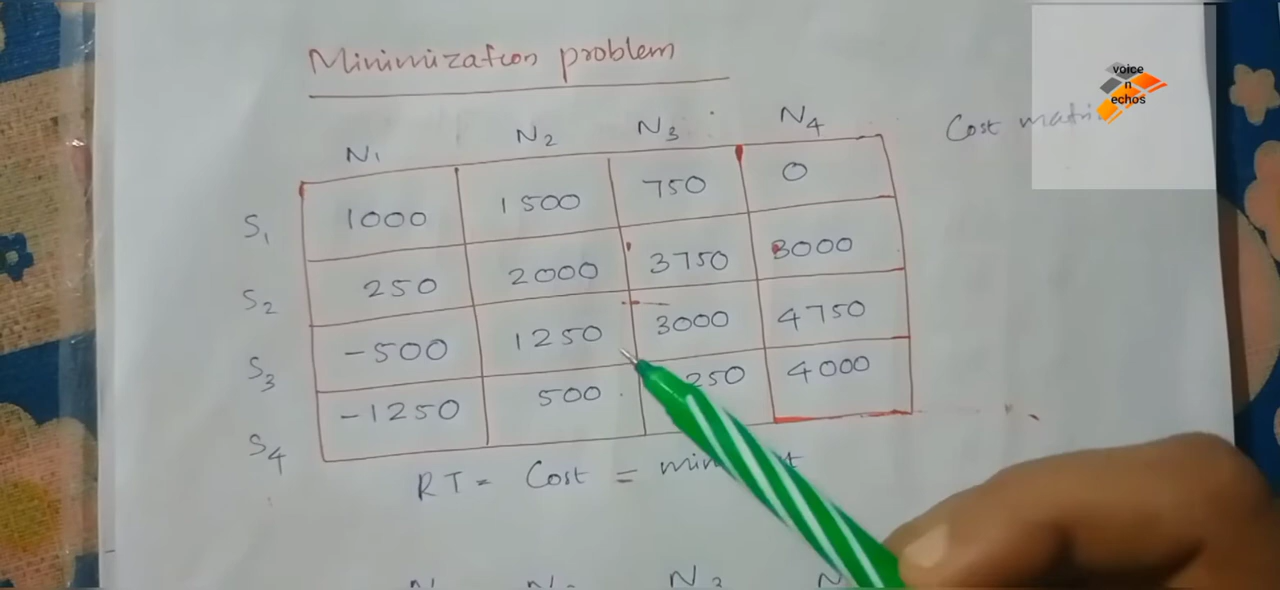 Minimization problem
N1 N2 N3 N4
Cost
S1 1000 1500 750 0
S2 250 2000 3750 3000
S3 -500 1250 3000 4750
S4 -1250 500 250 4000
RT = Cost =
voice
n
echos